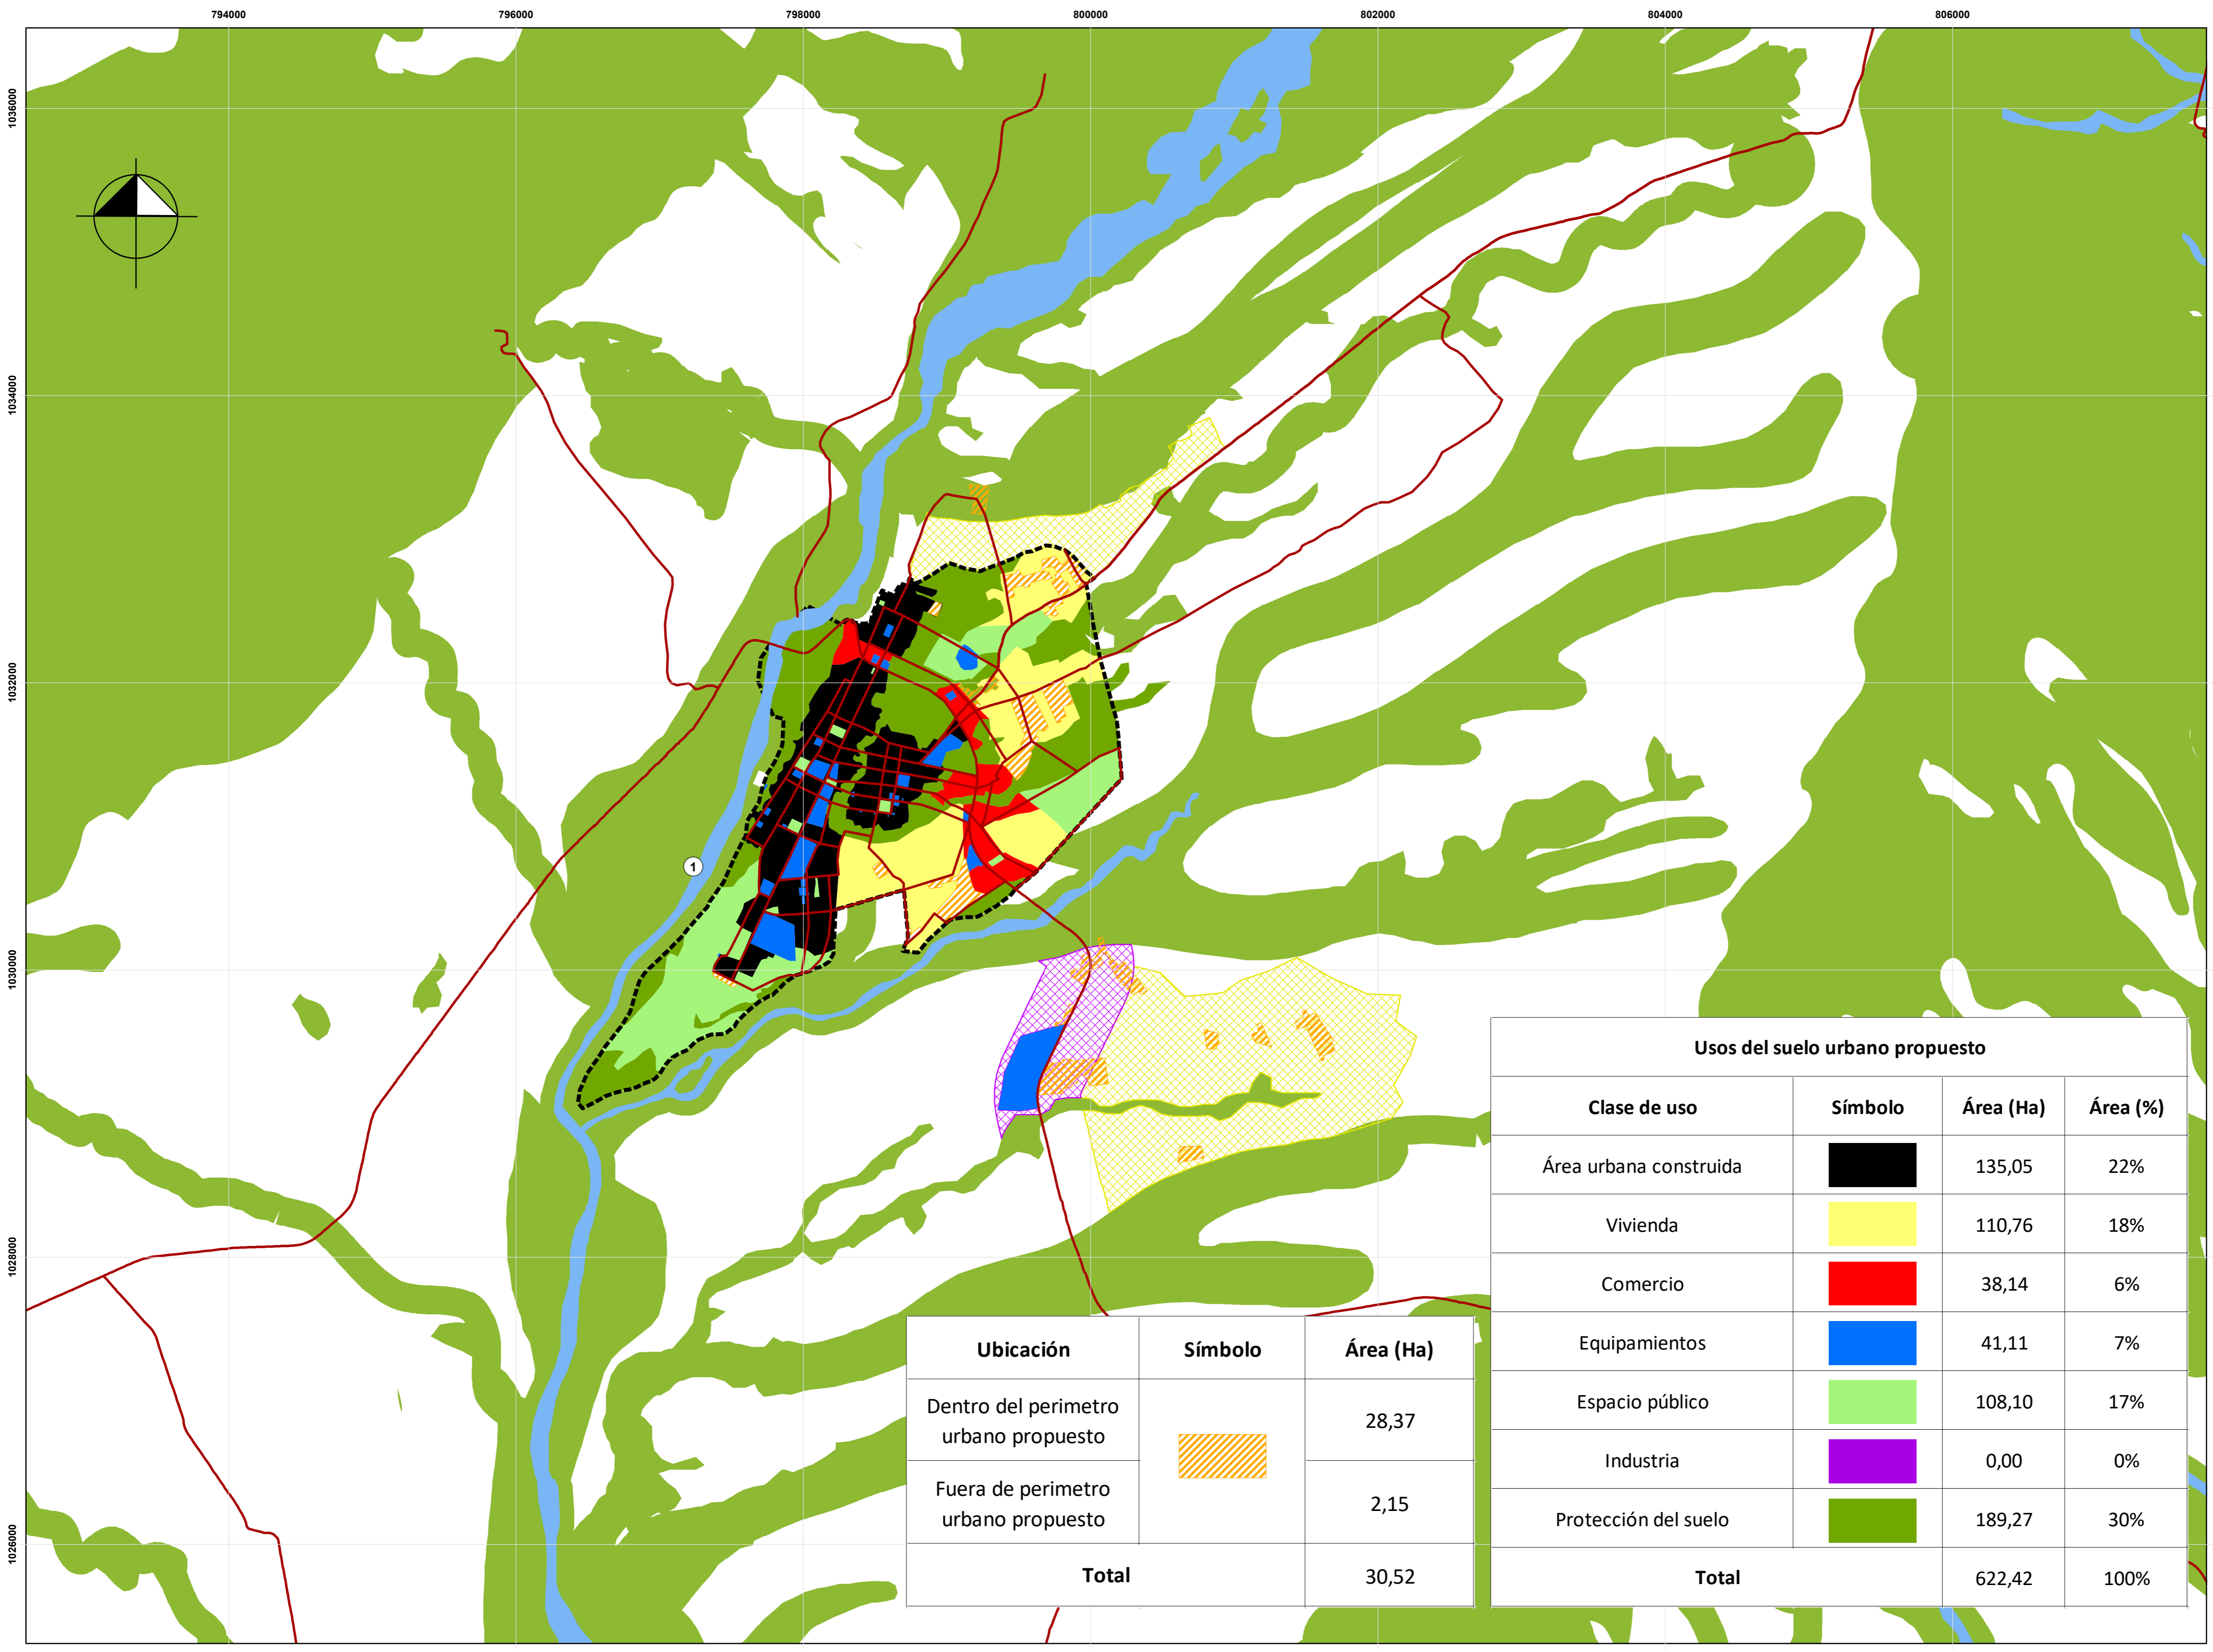 794000 796000 798000 800000 802000 804000 806000
1036000
1034000
1032000
1030000
1028000
1026000
1
Usos del suelo urbano propuesto
Clase de uso Símbolo Área (Ha) Área (%)
Área urbana construida 135,05 22%
Vivienda 110,76 18%
Comercio 38,14 6%
Equipamientos 41,11 7%
Espacio público 108,10 17%
Industria 0,00 0%
Protección del suelo 189,27 30%
Total 622,42 100%
Ubicación Símbolo Área (Ha)
Dentro del perimetro
urbano propuesto
28,37
Fuera de perimetro
urbano propuesto
2,15
Total 30,52